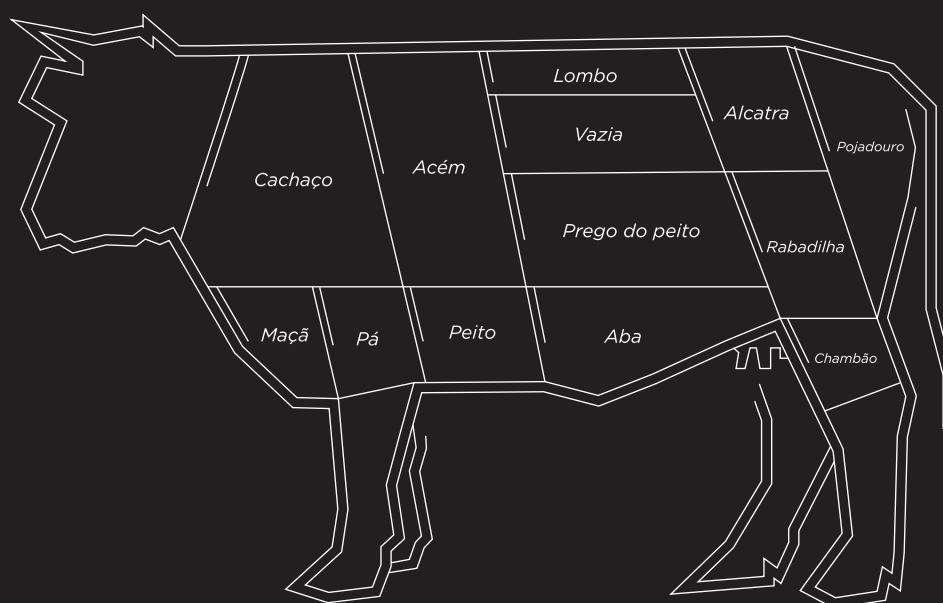 Lombo
Alcatra
Vazia
Pojadouro
Acém
Cachaço
Prego do peito
Rabadilha
Maçã
Pá
Peito
Aba
Chambão